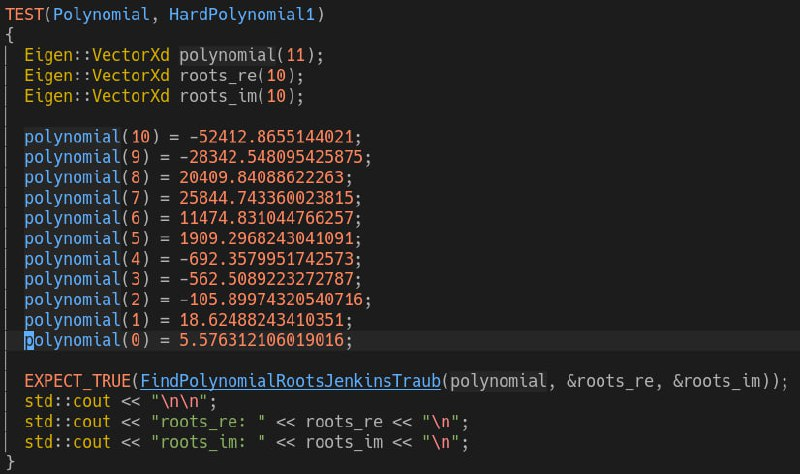 TEST(Polynomial, HardPolynomial1)
{
  Eigen::VectorXd polynomial(11);
  Eigen::VectorXd roots_re(10);
  Eigen::VectorXd roots_im(10);

  polynomial(10) = -52412.8655144021;
  polynomial(9) = -28342.548095425875;
  polynomial(8) = 20409.84088622263;
  polynomial(7) = 25844.743360023815;
  polynomial(6) = 11474.831044766257;
  polynomial(5) = 1909.2968243041091;
  polynomial(4) = -692.3579951742573;
  polynomial(3) = -562.5089223272787;
  polynomial(2) = -105.89974320540716;
  polynomial(1) = 18.62488243410351;
  polynomial(0) = 5.576312106019016;

  EXPECT_TRUE(FindPolynomialRootsJenkinsTraub(polynomial, &roots_re, &roots_im));
  std::cout << "\n\n";
  std::cout << "roots_re: " << roots_re << "\n";
  std::cout << "roots_im: " << roots_im << "\n";
}